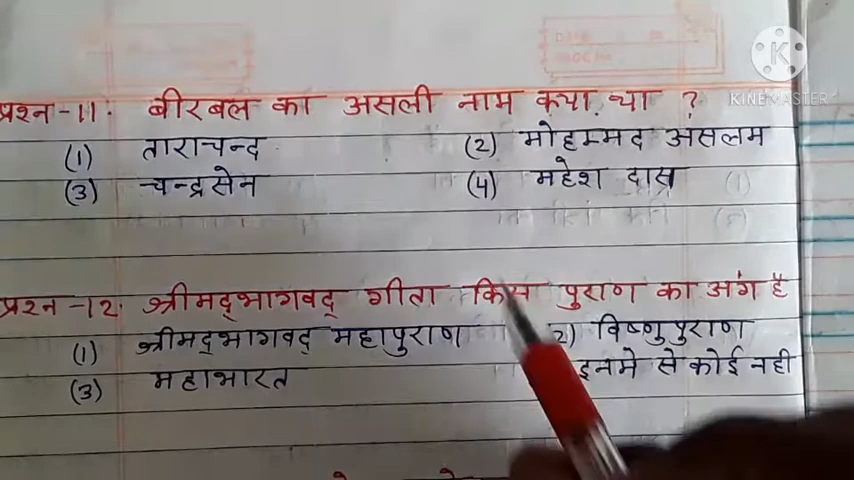 KINEMASTER
प्रश्न -11. बीरबल का असली नाम क्या था ?
(1) ताराचन्द (2) मोहम्मद असलम
(3) चन्द्रसेन (4) महेश दास
प्रश्न -12. श्रीमद्भागवद् गीता किस पुराण का अंग है
(1) श्रीमद्भागवद् महापुराण 2) विष्णुपुराण
(3) महाभारत इनमे से कोई नही